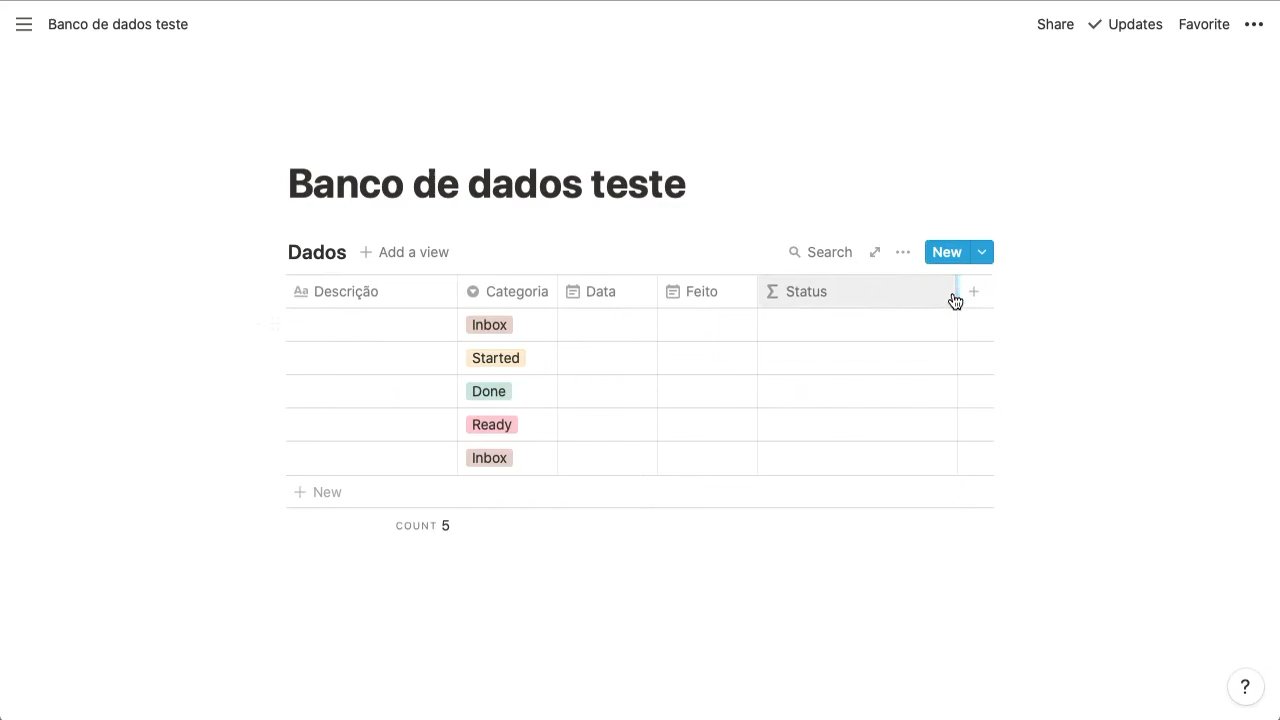 Banco de dados teste Share Updates Favorite
Banco de dados teste
Dados Add a view Search New
Aa Descrição Categoria Data Feito Σ Status
Inbox
Started
Done
Ready
Inbox
New
COUNT 5
?